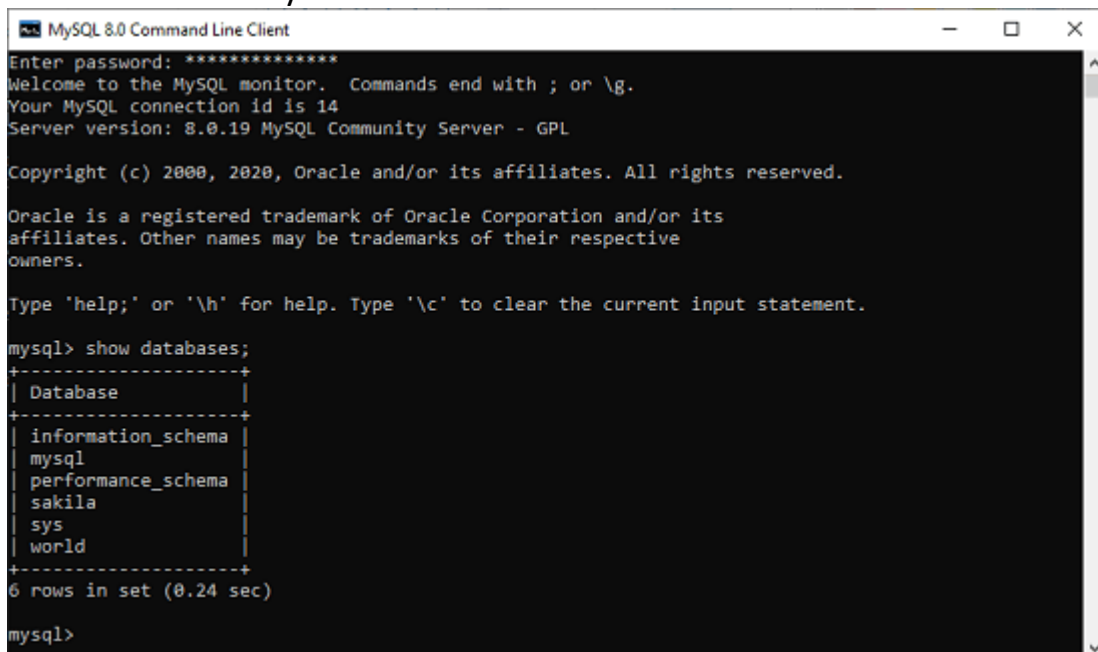 MySQL 8.0 Command Line Client
Enter password: **************
Welcome to the MySQL monitor.  Commands end with ; or \g.
Your MySQL connection id is 14
Server version: 8.0.19 MySQL Community Server - GPL
Copyright (c) 2000, 2020, Oracle and/or its affiliates. All rights reserved.
Oracle is a registered trademark of Oracle Corporation and/or its
affiliates. Other names may be trademarks of their respective
owners.
Type 'help;' or '\h' for help. Type '\c' to clear the current input statement.
mysql> show databases;
+--------------------+
| Database           |
+--------------------+
| information_schema |
| mysql              |
| performance_schema |
| sakila             |
| sys                |
| world              |
+--------------------+
6 rows in set (0.24 sec)
mysql>